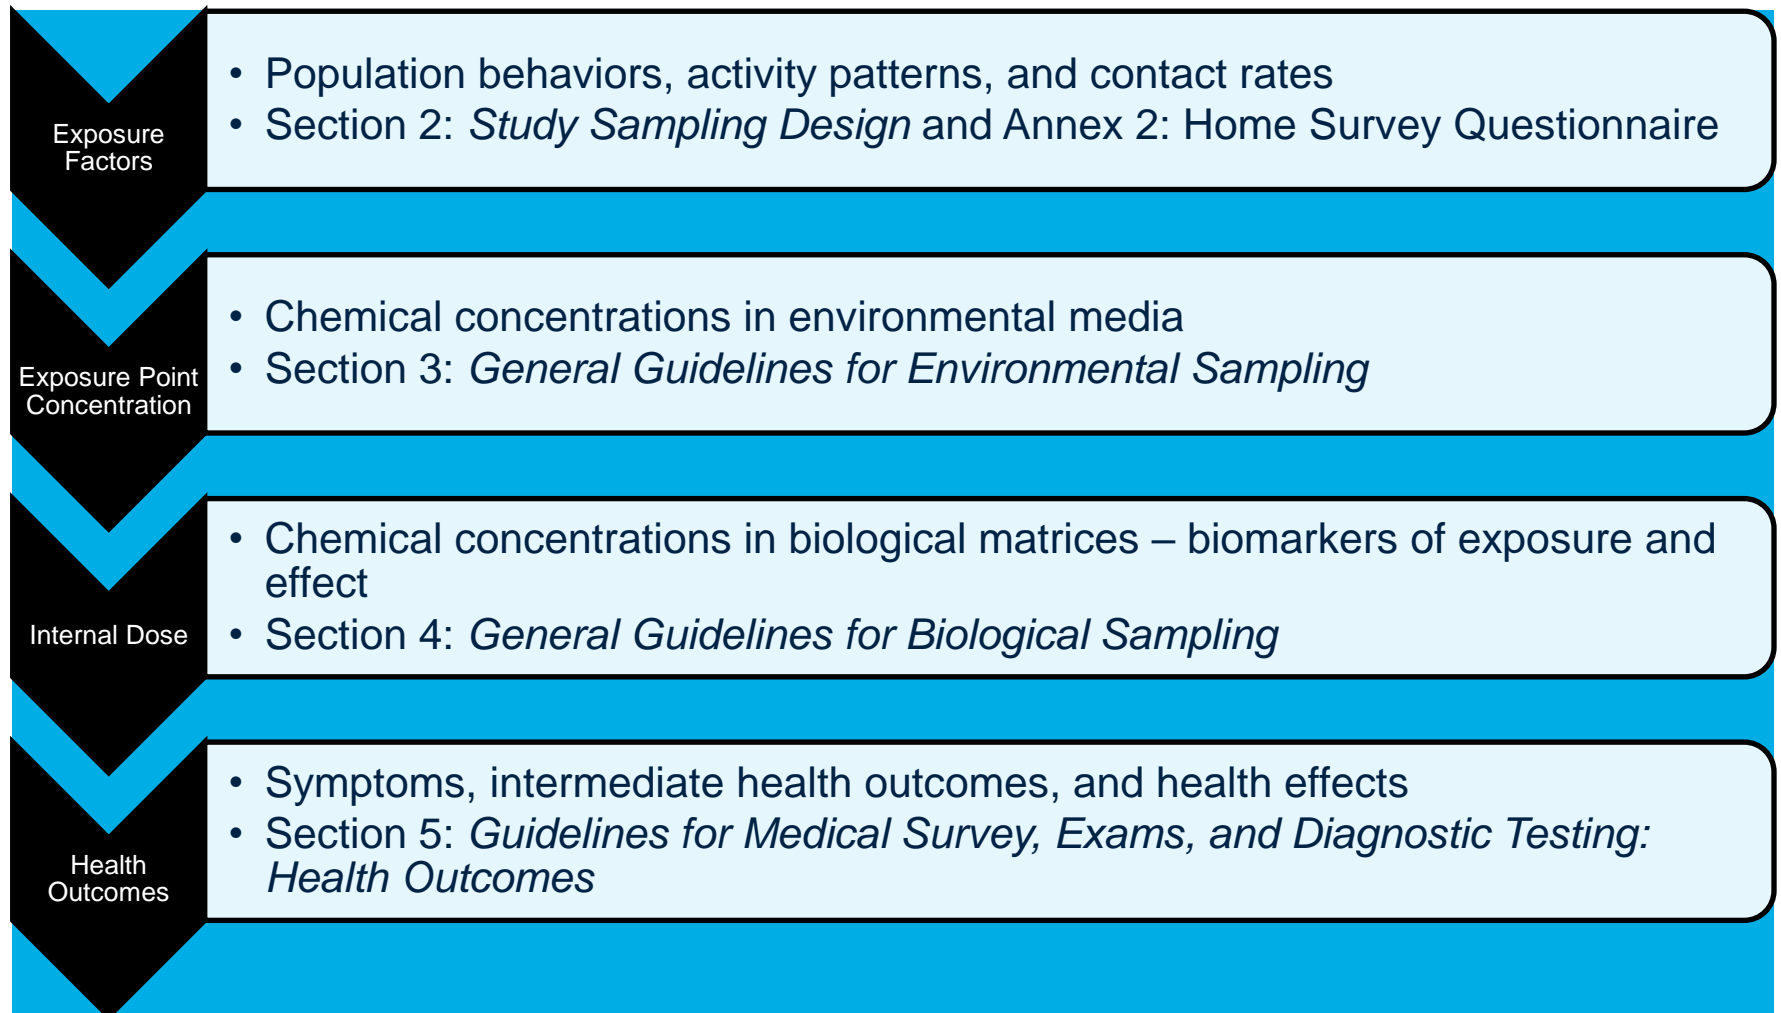 Exposure
Factors
• Population behaviors, activity patterns, and contact rates
• Section 2: Study Sampling Design and Annex 2: Home Survey Questionnaire
Exposure Point
Concentration
• Chemical concentrations in environmental media
• Section 3: General Guidelines for Environmental Sampling
Internal Dose
• Chemical concentrations in biological matrices – biomarkers of exposure and
effect
• Section 4: General Guidelines for Biological Sampling
Health
Outcomes
• Symptoms, intermediate health outcomes, and health effects
• Section 5: Guidelines for Medical Survey, Exams, and Diagnostic Testing:
Health Outcomes